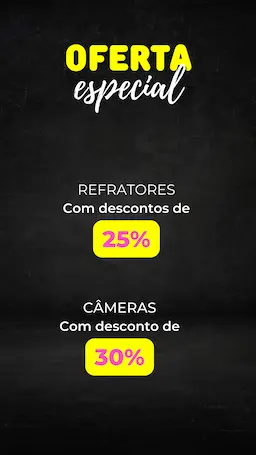 OFERTA
especial
REFRATORES
Com descontos de
25%
CÂMERAS
Com desconto de
30%